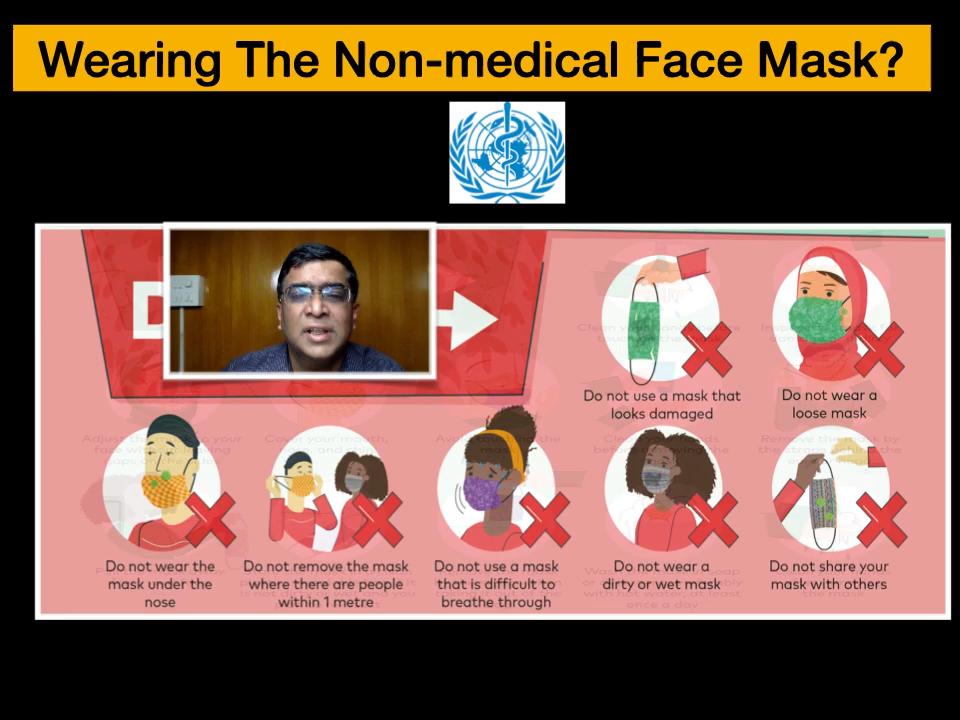 Wearing The Non-medical Face Mask?
D
Do not use a mask that
looks damaged
Do not wear a
loose mask
Do not wear the
mask under the
nose
Do not remove the mask
where there are people
within 1 metre
Do not use a mask
that is difficult to
breathe through
Do not wear a
dirty or wet mask
Do not share your
mask with others